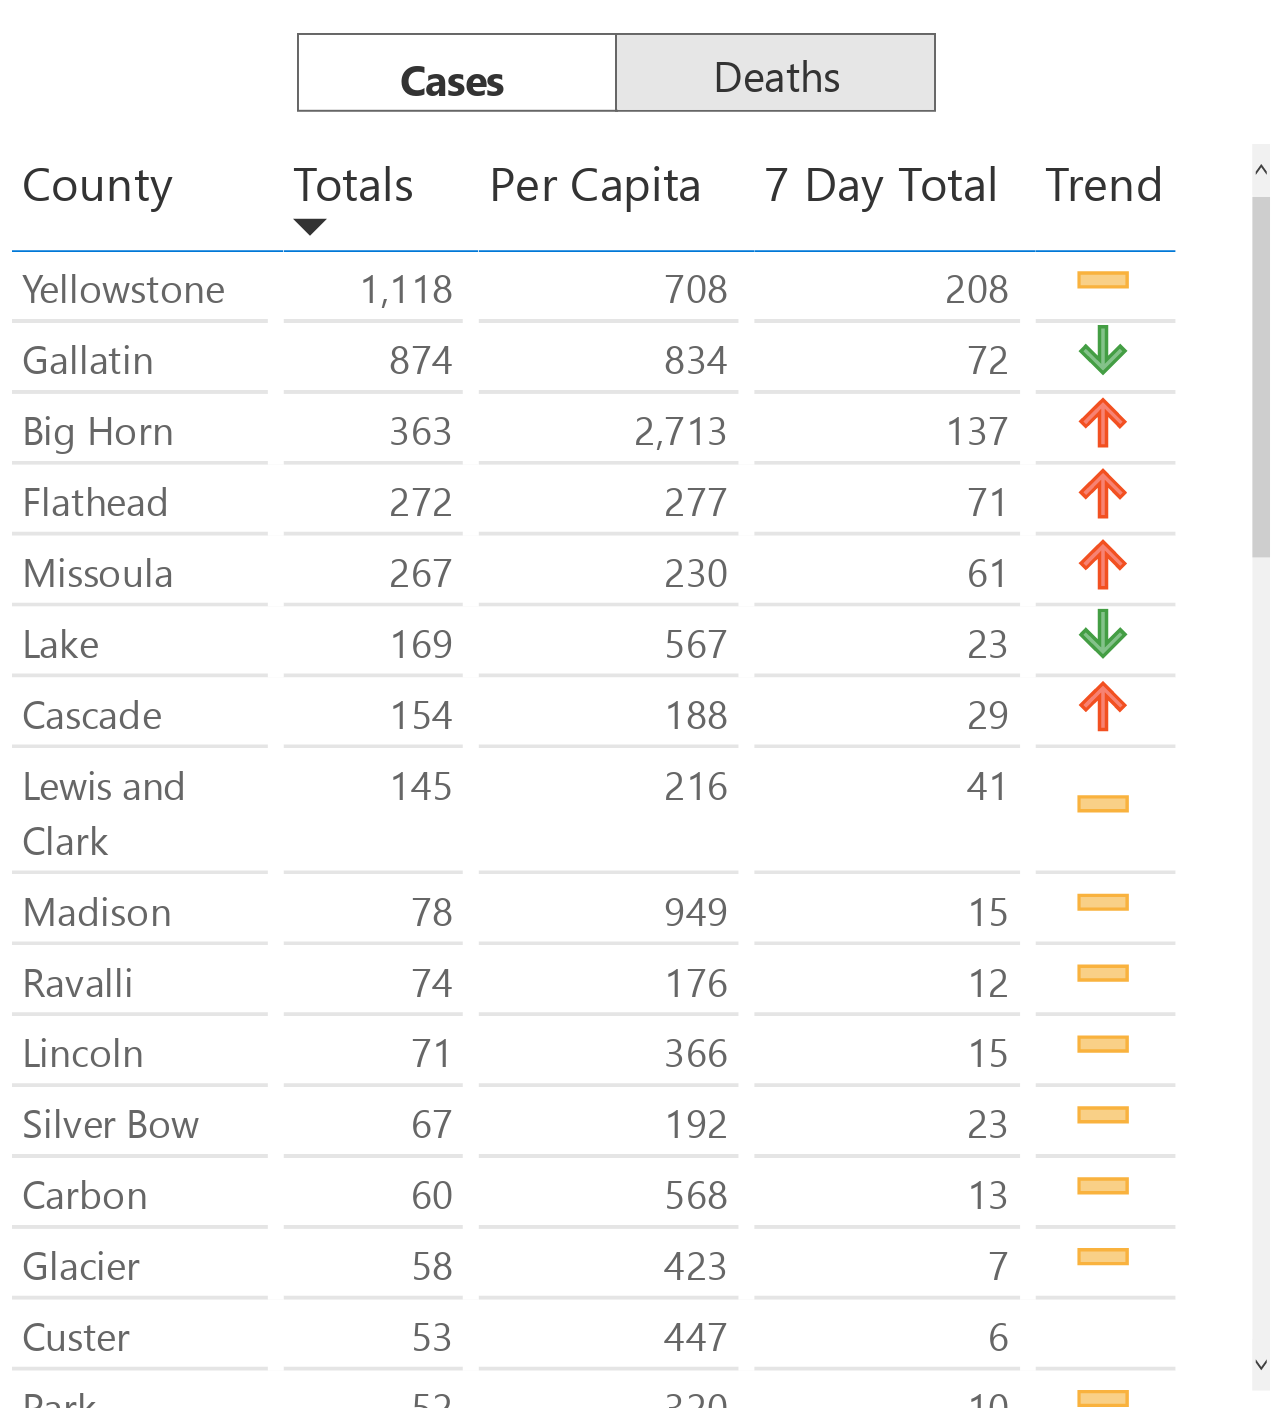 Cases Deaths
County Totals Per Capita 7 Day Total Trend
Yellowstone 1,118 708 208
Gallatin 874 834 72
Big Horn 363 2,713 137
Flathead 272 277 71
Missoula 267 230 61
Lake 169 567 23
Cascade 154 188 29
Lewis and 145 216 41
Clark
Madison 78 949 15
Ravalli 74 176 12
Lincoln 71 366 15
Silver Bow 67 192 23
Carbon 60 568 13
Glacier 58 423 7
Custer 53 447 6
Park 52 320 10